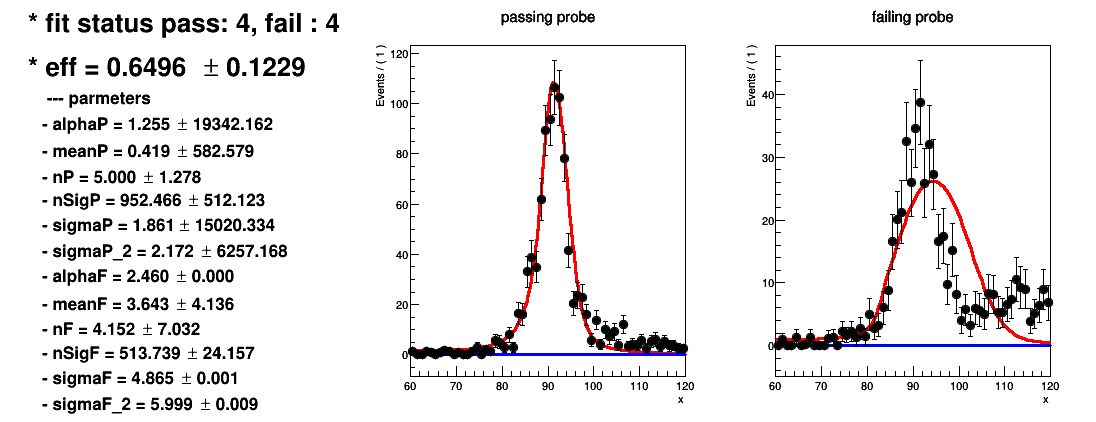 * fit status pass: 4, fail : 4
* eff = 0.6496 ± 0.1229
--- parmeters
- alphaP = 1.255 ± 19342.162
- meanP = 0.419 ± 582.579
- nP = 5.000 ± 1.278
- nSigP = 952.466 ± 512.123
- sigmaP = 1.861 ± 15020.334
- sigmaP_2 = 2.172 ± 6257.168
- alphaF = 2.460 ± 0.000
- meanF = 3.643 ± 4.136
- nF = 4.152 ± 7.032
- nSigF = 513.739 ± 24.157
- sigmaF = 4.865 ± 0.001
- sigmaF_2 = 5.999 ± 0.009
passing probe
Events / ( 1 )
120
100
80
60
40
20
0
60 70 80 90 100 110 120
x
failing probe
Events / ( 1 )
40
30
20
10
0
60 70 80 90 100 110 120
x